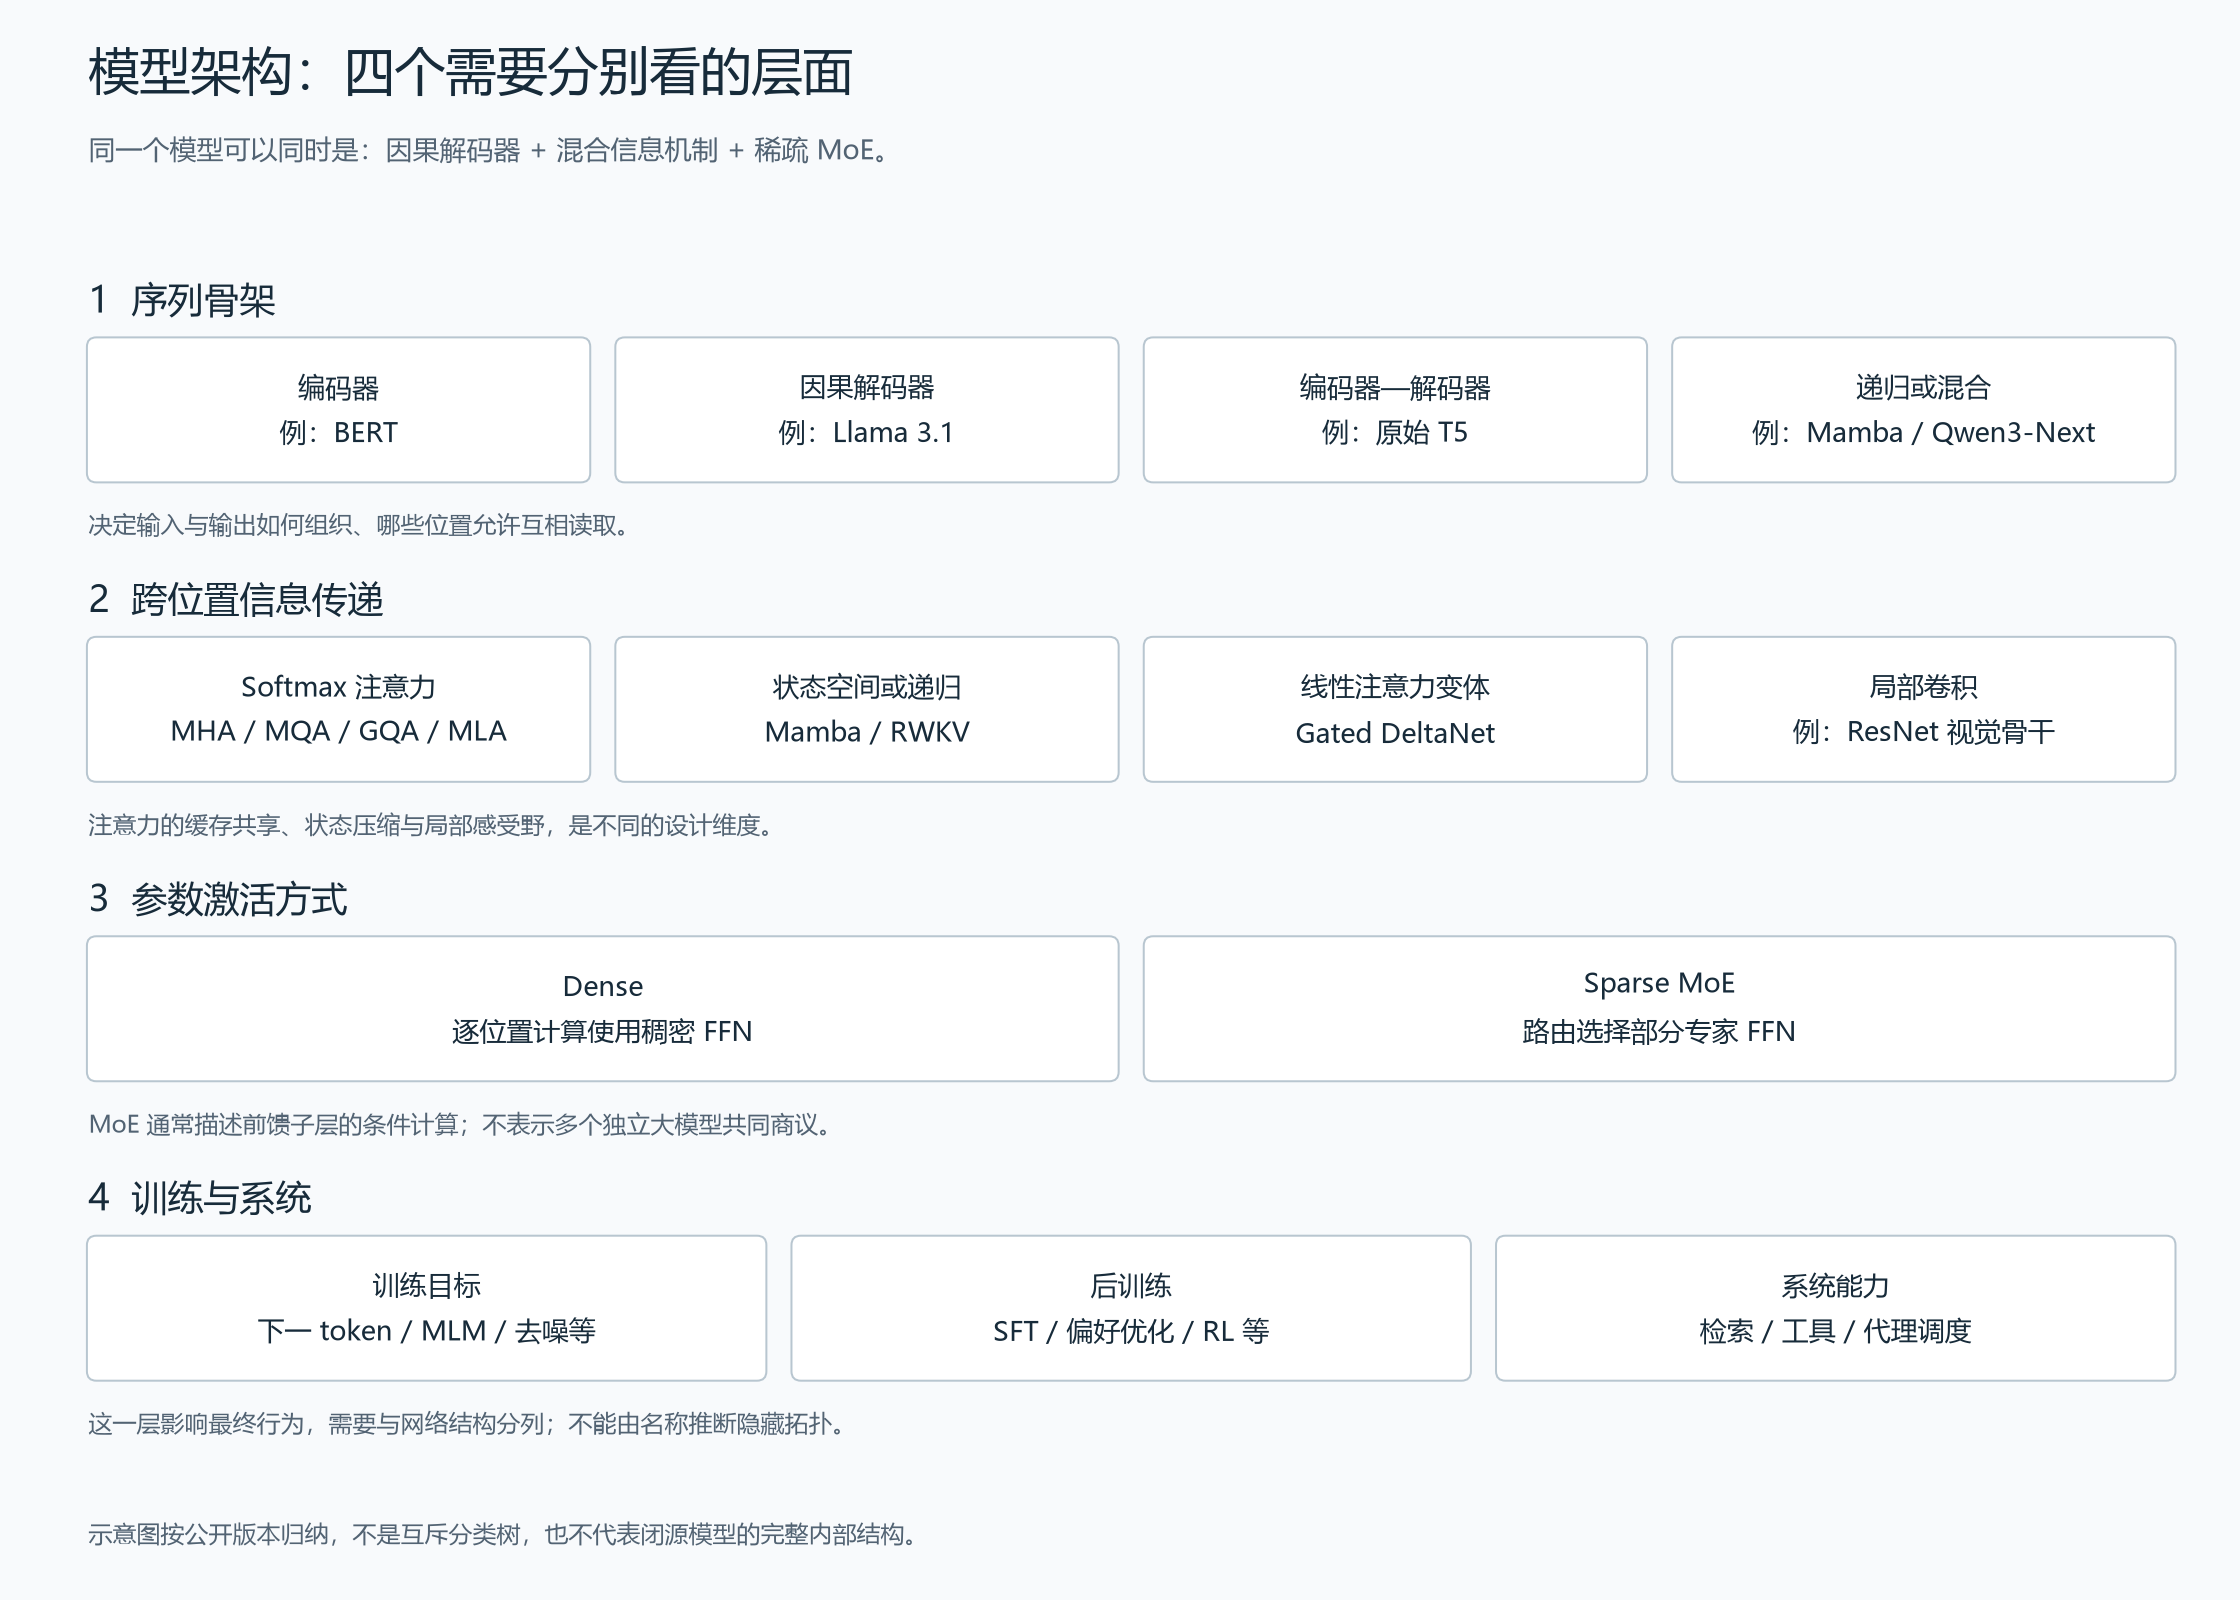 模型架构：四个需要分别看的层面
同一个模型可以同时是：因果解码器 + 混合信息机制 + 稀疏 MoE。
1 序列骨架
编码器
例：BERT
因果解码器
例：Llama 3.1
编码器—解码器
例：原始 T5
递归或混合
例：Mamba / Qwen3-Next
决定输入与输出如何组织、哪些位置允许互相读取。
2 跨位置信息传递
Softmax 注意力
MHA / MQA / GQA / MLA
状态空间或递归
Mamba / RWKV
线性注意力变体
Gated DeltaNet
局部卷积
例：ResNet 视觉骨干
注意力的缓存共享、状态压缩与局部感受野，是不同的设计维度。
3 参数激活方式
Dense
逐位置计算使用稠密 FFN
Sparse MoE
路由选择部分专家 FFN
MoE 通常描述前馈子层的条件计算；不表示多个独立大模型共同商议。
4 训练与系统
训练目标
下一 token / MLM / 去噪等
后训练
SFT / 偏好优化 / RL 等
系统能力
检索 / 工具 / 代理调度
这一层影响最终行为，需要与网络结构分列；不能由名称推断隐藏拓扑。
示意图按公开版本归纳，不是互斥分类树，也不代表闭源模型的完整内部结构。